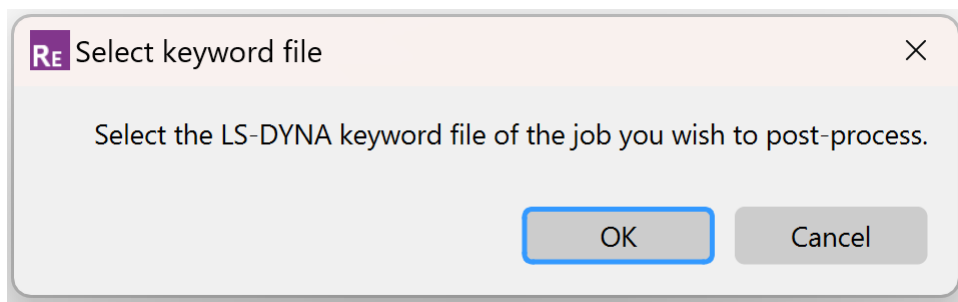 RE Select keyword file
Select the LS-DYNA keyword file of the job you wish to post-process.
OK Cancel